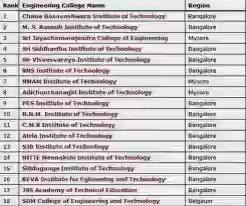 Rank Engineering College Name Region
1 Channa Basaveshwara Institute of Technology Bangalore
2 M. S. Ramaih Institute of Technology Bangalore
3 Sri Jayachamarajendra College of Engineering Mysore
4 Sri Siddhartha Institute of Technology Bangalore
5 Sir Visvesvaraya Institute of Technology Bangalore
6 RNS Institute of Technology Bangalore
7 NMAM Institute of Technology Mysore
8 Adichunchanagiri Institute of Technology Mysore
9 PES Institute of Technology Bangalore
10 B.N.M. Institute of Technology Bangalore
11 C.M.R Institute of Technology Bangalore
12 Atria Institute of Technology Bangalore
13 SJB Institute of Technology Bangalore
14 NITTE Meenakshi Institute of Technology Bangalore
15 Siddaganga Institute of Technology Bangalore
16 REVA Institute for Egineering and Technology Bangalore
17 JSS Academy of Technical Education Bangalore
18 SDM College of Engineering and Technology Belgaum